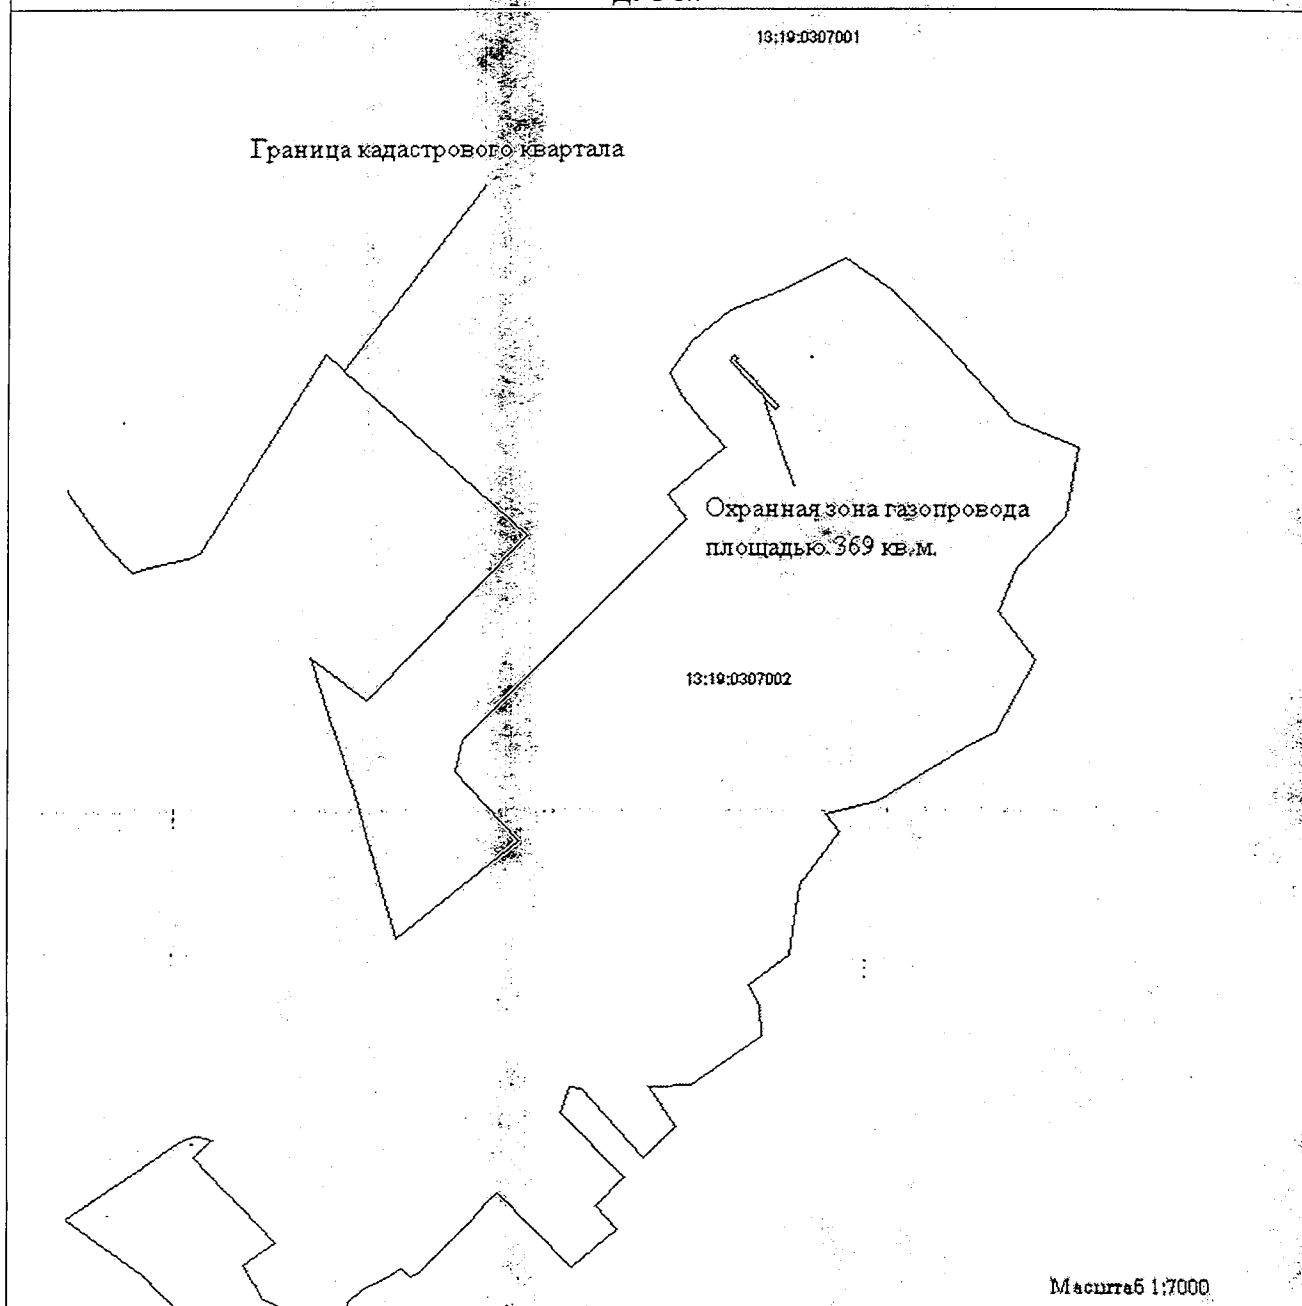 13:19:0307001
Граница кадастрового квартала
Охранная зона газопровода
площадью 369 кв.м.
13:19:0307002
Масштаб 1:7000